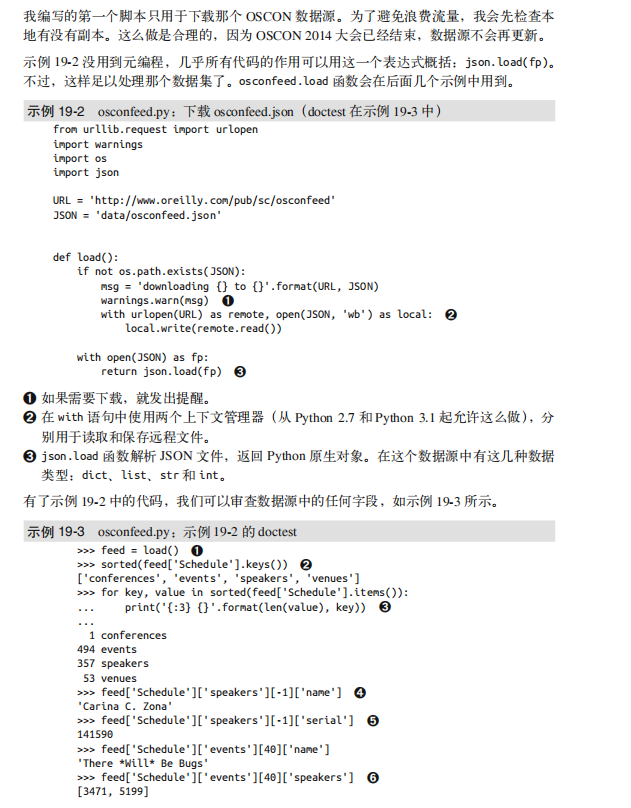 我编写的第一个脚本只用于下载那个 OSCON 数据源。为了避免浪费流量，我会先检查本
地有没有副本。这么做是合理的，因为 OSCON 2014 大会已经结束，数据源不会再更新。
示例 19-2 没用到元编程，几乎所有代码的作用可以用这一个表达式概括：json.load(fp)。
不过，这样足以处理那个数据集了。osconfeed.load 函数会在后面几个示例中用到。
示例 19-2　osconfeed.py：下载 osconfeed.json（doctest 在示例 19-3 中）
from urllib.request import urlopen
import warnings
import os
import json
URL = 'http://www.oreilly.com/pub/sc/osconfeed'
JSON = 'data/osconfeed.json'
def load():
    if not os.path.exists(JSON):
        msg = 'downloading {} to {}'.format(URL, JSON)
        warnings.warn(msg) ❶
        with urlopen(URL) as remote, open(JSON, 'wb') as local: ❷
            local.write(remote.read())
    with open(JSON) as fp:
        return json.load(fp) ❸
❶ 如果需要下载，就发出提醒。
❷ 在 with 语句中使用两个上下文管理器（从 Python 2.7 和 Python 3.1 起允许这么做），分
别用于读取和保存远程文件。
❸ json.load 函数解析 JSON 文件，返回 Python 原生对象。在这个数据源中有这几种数据
类型：dict、list、str 和 int。
有了示例 19-2 中的代码，我们可以审查数据源中的任何字段，如示例 19-3 所示。
示例 19-3　osconfeed.py：示例 19-2 的 doctest
>>> feed = load() ❶
>>> sorted(feed['Schedule'].keys()) ❷
['conferences', 'events', 'speakers', 'venues']
>>> for key, value in sorted(feed['Schedule'].items()):
...     print('{:3} {}'.format(len(value), key)) ❸
...
  1 conferences
494 events
357 speakers
 53 venues
>>> feed['Schedule']['speakers'][-1]['name'] ❹
'Carina C. Zona'
>>> feed['Schedule']['speakers'][-1]['serial'] ❺
141590
>>> feed['Schedule']['events'][40]['name']
'There *Will* Be Bugs'
>>> feed['Schedule']['events'][40]['speakers'] ❻
[3471, 5199]